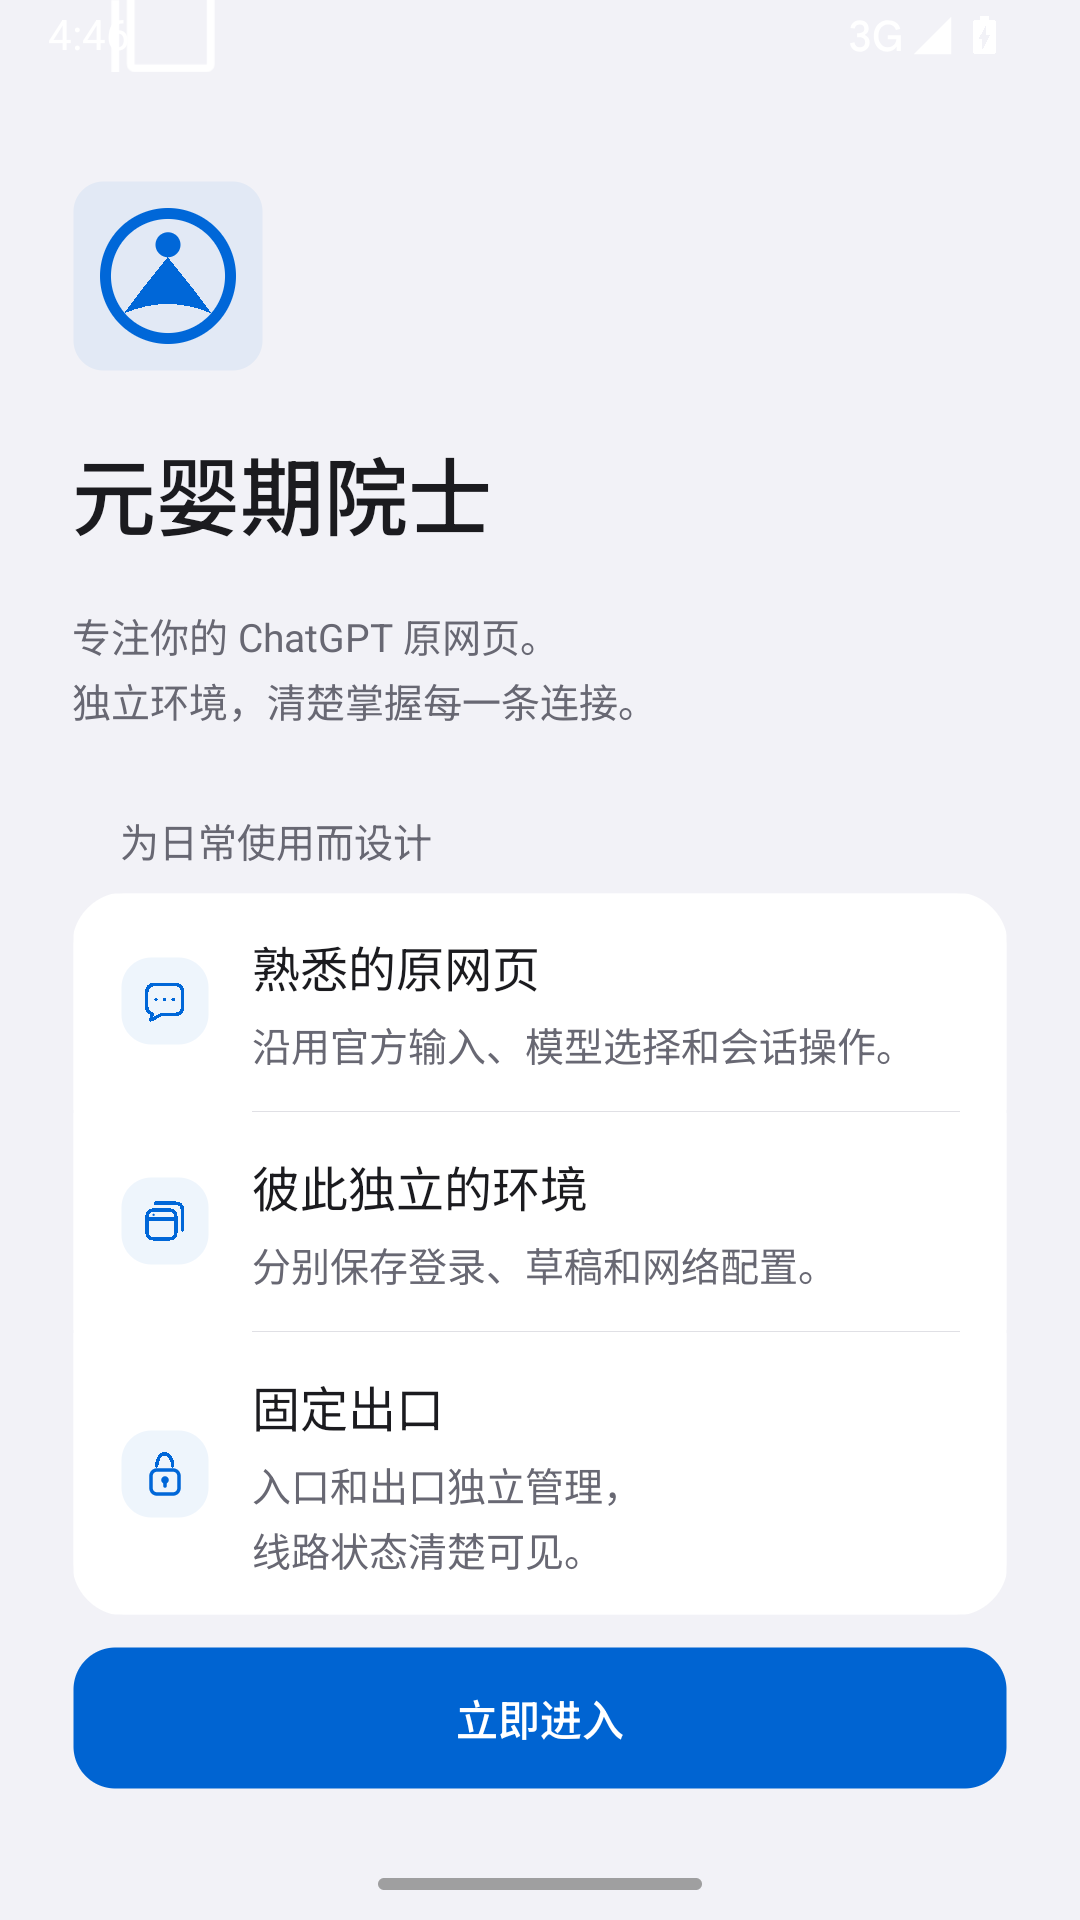 4:46
3G
元婴期院士
专注你的 ChatGPT 原网页。
独立环境，清楚掌握每一条连接。
为日常使用而设计
熟悉的原网页
沿用官方输入、模型选择和会话操作。
彼此独立的环境
分别保存登录、草稿和网络配置。
固定出口
入口和出口独立管理，
线路状态清楚可见。
立即进入